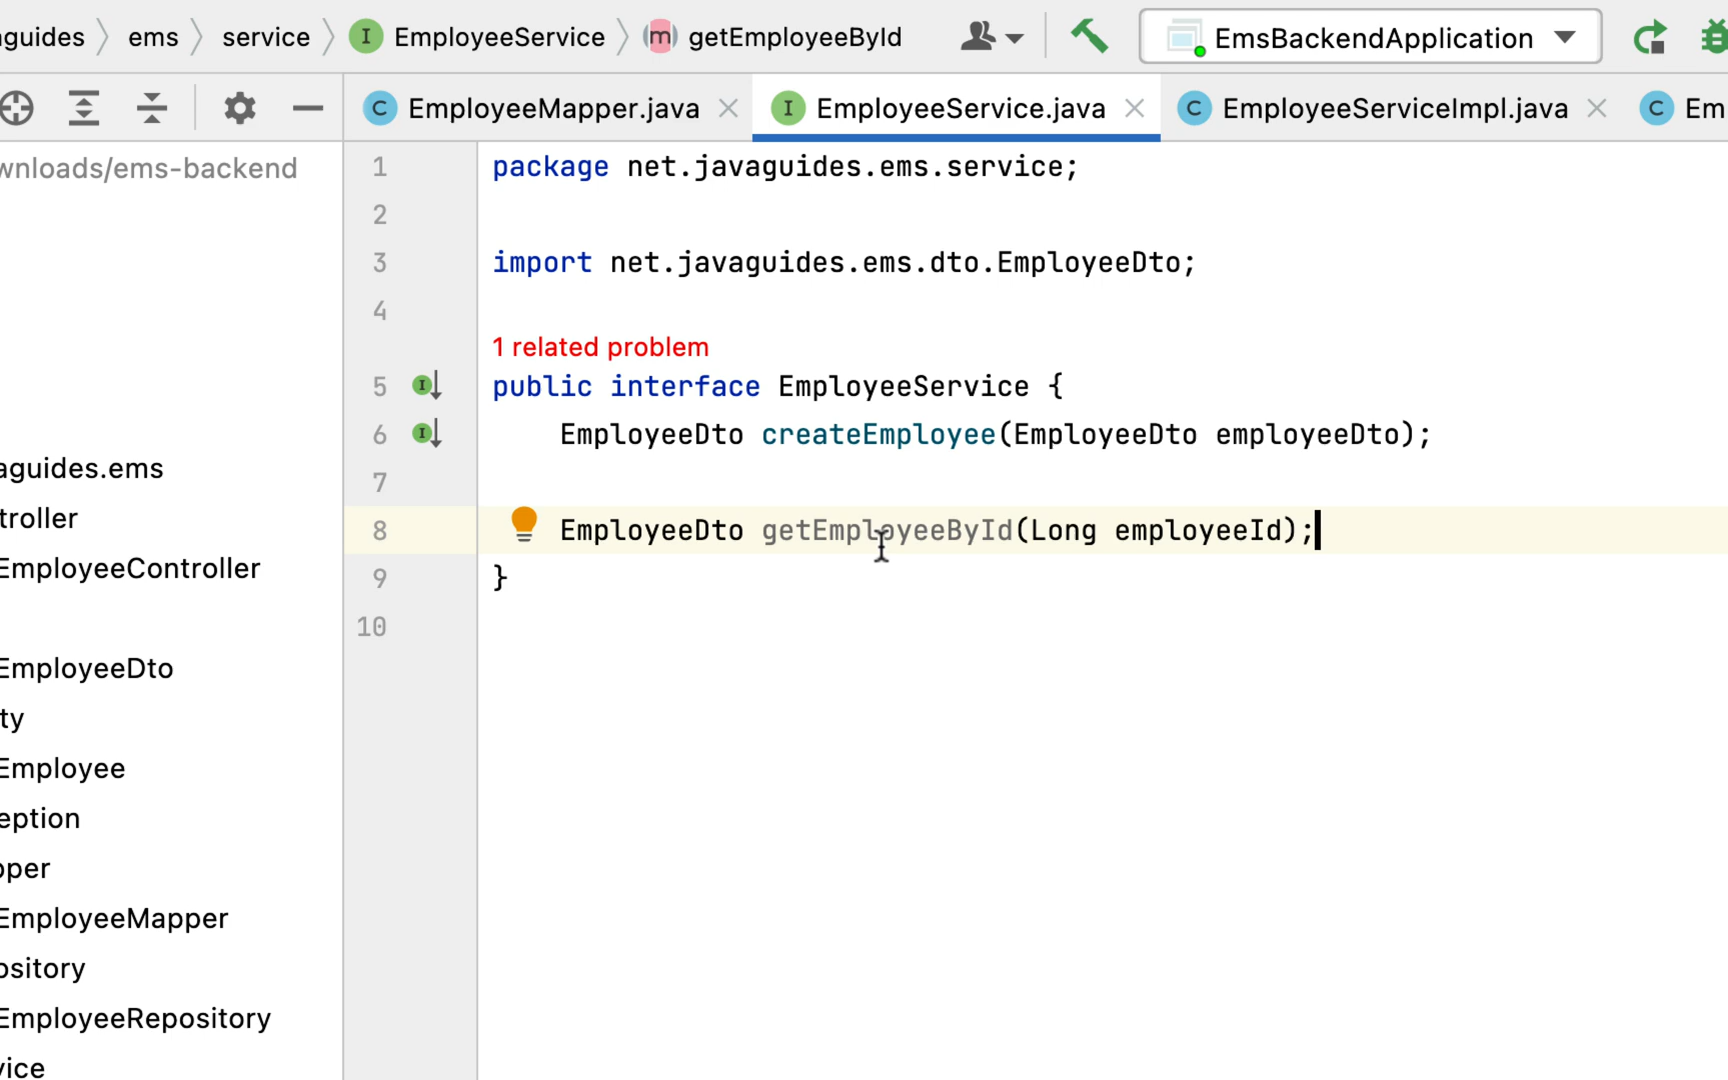 aguides ems service I EmployeeService m getEmployeeById EmsBackendApplication
C EmployeeMapper.java I EmployeeService.java C EmployeeServiceImpl.java C Em
wnloads/ems-backend
aguides.ems
troller
EmployeeController
EmployeeDto
ty
Employee
eption
pper
EmployeeMapper
ository
EmployeeRepository
vice
1 package net.javaguides.ems.service;
2
3 import net.javaguides.ems.dto.EmployeeDto;
4
1 related problem
5 I public interface EmployeeService {
6 I EmployeeDto createEmployee(EmployeeDto employeeDto);
7
8 EmployeeDto getEmployeeById(Long employeeId);
9 }
10